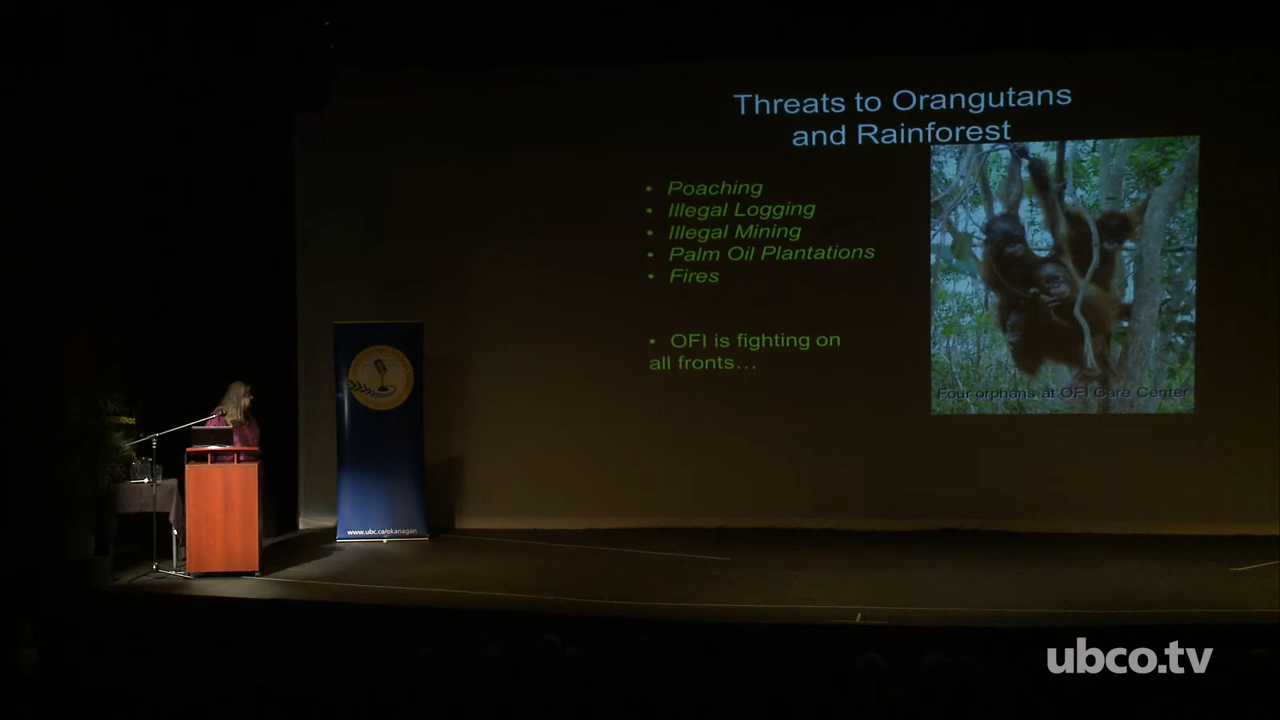 Threats to Orangutans
and Rainforest
• Poaching
• Illegal Logging
• Illegal Mining
• Palm Oil Plantations
• Fires
• OFI is fighting on
all fronts…
Four orphans at OFI Care Center
www.ubc.ca/okanagan
ubco.tv